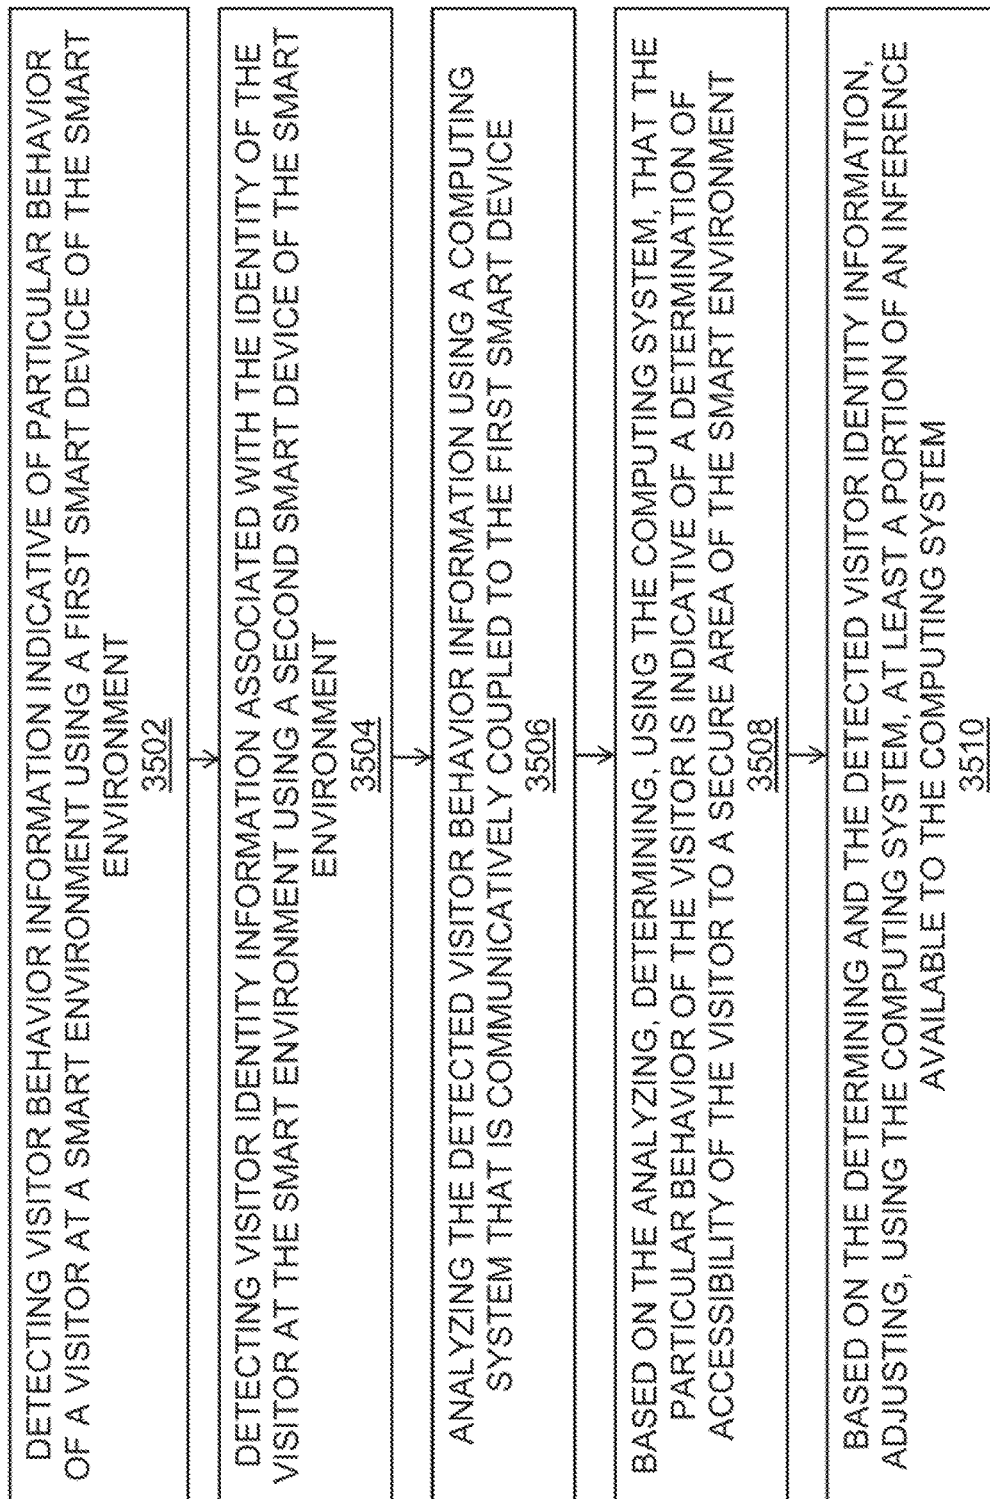 DETECTING VISITOR BEHAVIOR INFORMATION INDICATIVE OF PARTICULAR BEHAVIOR
OF A VISITOR AT A SMART ENVIRONMENT USING A FIRST SMART DEVICE OF THE SMART
ENVIRONMENT
3502
DETECTING VISITOR IDENTITY INFORMATION ASSOCIATED WITH THE IDENTITY OF THE
VISITOR AT THE SMART ENVIRONMENT USING A SECOND SMART DEVICE OF THE SMART
ENVIRONMENT
3504
ANALYZING THE DETECTED VISITOR BEHAVIOR INFORMATION USING A COMPUTING
SYSTEM THAT IS COMMUNICATIVELY COUPLED TO THE FIRST SMART DEVICE
3506
BASED ON THE ANALYZING, DETERMINING, USING THE COMPUTING SYSTEM, THAT THE
PARTICULAR BEHAVIOR OF THE VISITOR IS INDICATIVE OF A DETERMINATION OF
ACCESSIBILITY OF THE VISITOR TO A SECURE AREA OF THE SMART ENVIRONMENT
3508
BASED ON THE DETERMINING AND THE DETECTED VISITOR IDENTITY INFORMATION,
ADJUSTING, USING THE COMPUTING SYSTEM, AT LEAST A PORTION OF AN INFERENCE
AVAILABLE TO THE COMPUTING SYSTEM
3510